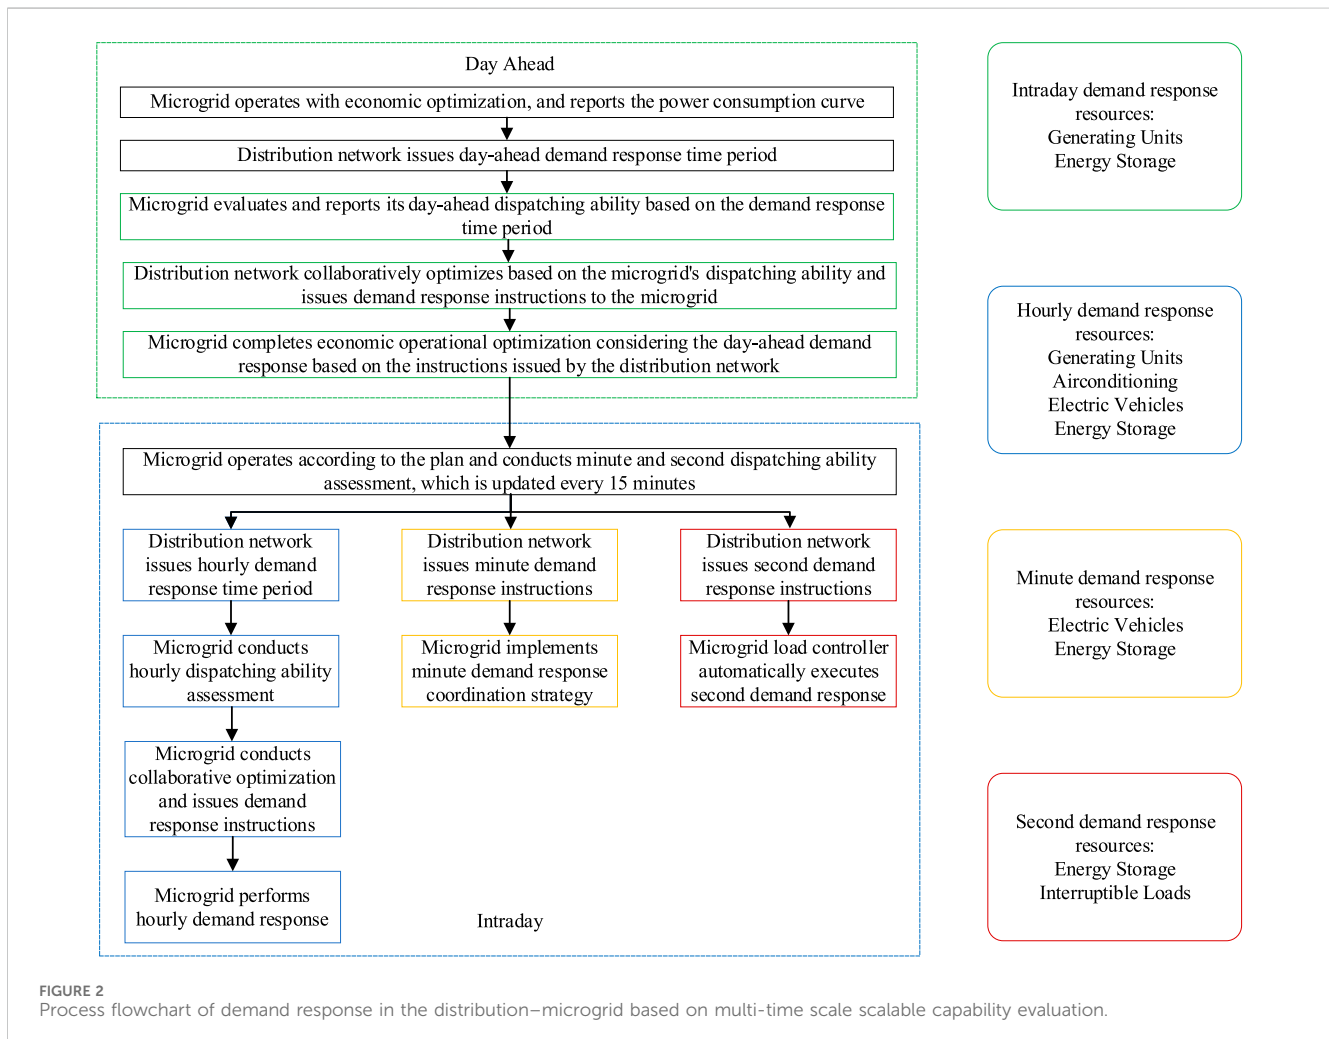 Day Ahead
Microgrid operates with economic optimization, and reports the power consumption curve
Distribution network issues day-ahead demand response time period
Microgrid evaluates and reports its day-ahead dispatching ability based on the demand response
time period
Distribution network collaboratively optimizes based on the microgrid's dispatching ability and
issues demand response instructions to the microgrid
Microgrid completes economic operational optimization considering the day-ahead demand
response based on the instructions issued by the distribution network
Microgrid operates according to the plan and conducts minute and second dispatching ability
assessment, which is updated every 15 minutes
Distribution network
issues hourly demand
response time period
Microgrid conducts
hourly dispatching ability
assessment
Microgrid conducts
collaborative optimization
and issues demand
response instructions
Microgrid performs
hourly demand response
Distribution network
issues minute demand
response instructions
Microgrid implements
minute demand response
coordination strategy
Distribution network
issues second demand
response instructions
Microgrid load controller
automatically executes
second demand response
Intraday
Intraday demand response
resources:
Generating Units
Energy Storage
Hourly demand response
resources:
Generating Units
Airconditioning
Electric Vehicles
Energy Storage
Minute demand response
resources:
Electric Vehicles
Energy Storage
Second demand response
resources:
Energy Storage
Interruptible Loads
FIGURE 2
Process flowchart of demand response in the distribution–microgrid based on multi-time scale scalable capability evaluation.